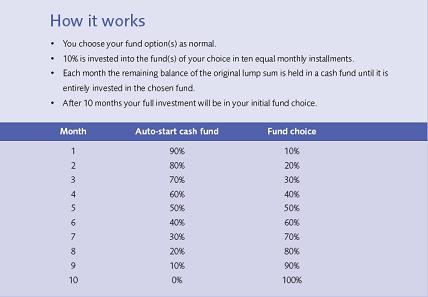 How it works
• You choose your fund option(s) as normal.
• 10% is invested into the fund(s) of your choice in ten equal monthly installments.
• Each month the remaining balance of the original lump sum is held in a cash fund until it is
entirely invested in the chosen fund.
• After 10 months your full investment will be in your initial fund choice.
Month Auto-start cash fund Fund choice
1 90% 10%
2 80% 20%
3 70% 30%
4 60% 40%
5 50% 50%
6 40% 60%
7 30% 70%
8 20% 80%
9 10% 90%
10 0% 100%